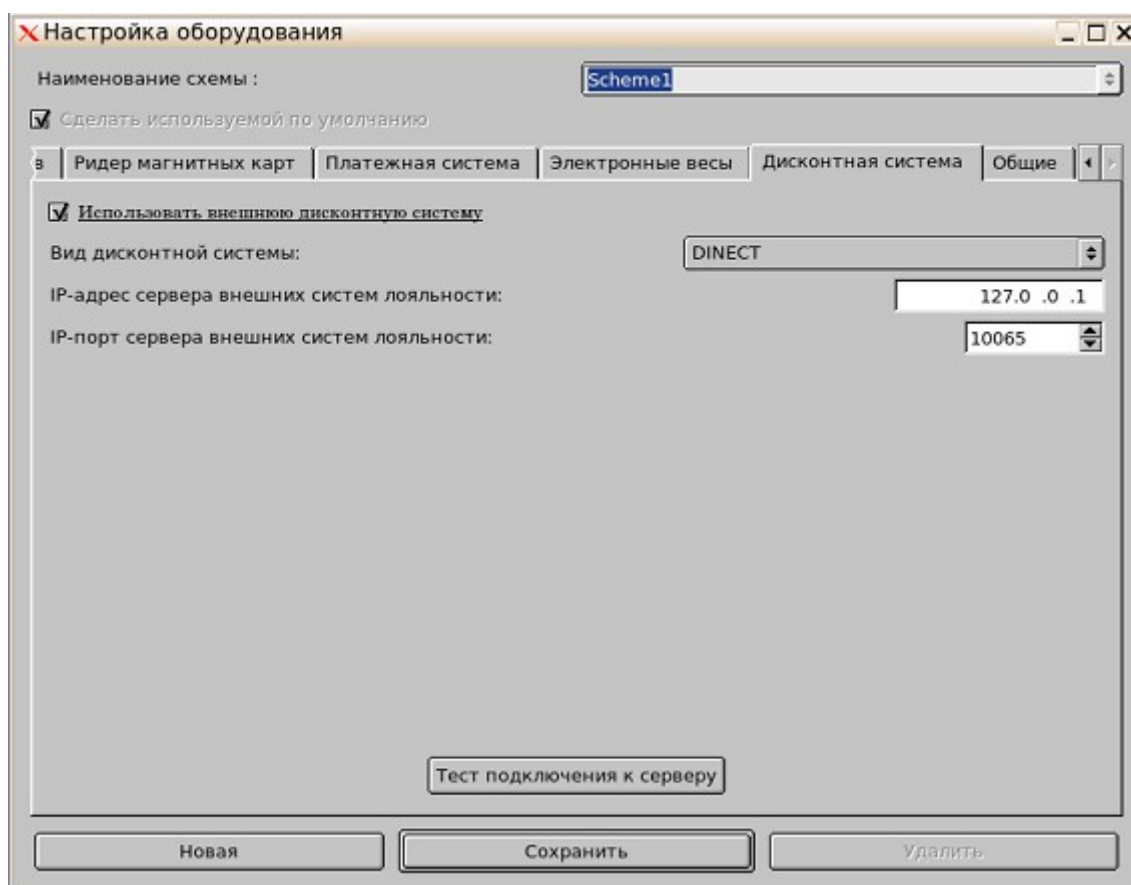 Настройка оборудования
Наименование схемы : Scheme1
Сделать используемой по умолчанию
в Ридер магнитных карт Платежная система Электронные весы Дисконтная система Общие
Использовать внешнюю дисконтную систему
Вид дисконтной системы: DINECT
IP-адрес сервера внешних систем лояльности: 127.0 .0 .1
IP-порт сервера внешних систем лояльности: 10065
Тест подключения к серверу
Новая Сохранить Удалить